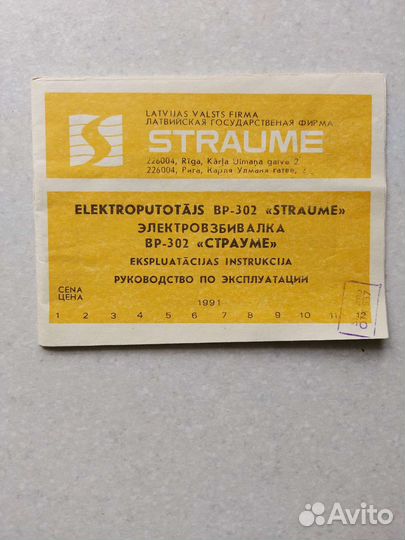 LATVIJAS VALSTS FIRMA
ЛАТВИЙСКАЯ ГОСУДАРСТВЕННАЯ ФИРМА
STRAUME
226004, Rīgā, Kārļa Ulmaņa gatve 2
226004, Рига, Карля Улманя гатве, 2
ELEKTROPUTOTĀJS BP-302 «STRAUME»
ЭЛЕКТРОВЗБИВАЛКА
ВР-302 «СТРАУМЕ»
EKSPLUATĀCIJAS INSTRUKCIJA
РУКОВОДСТВО ПО ЭКСПЛУАТАЦИИ
CENA
ЦЕНА
1991
1 2 3 4 5 6 7 8 9 10 11 12
Avito